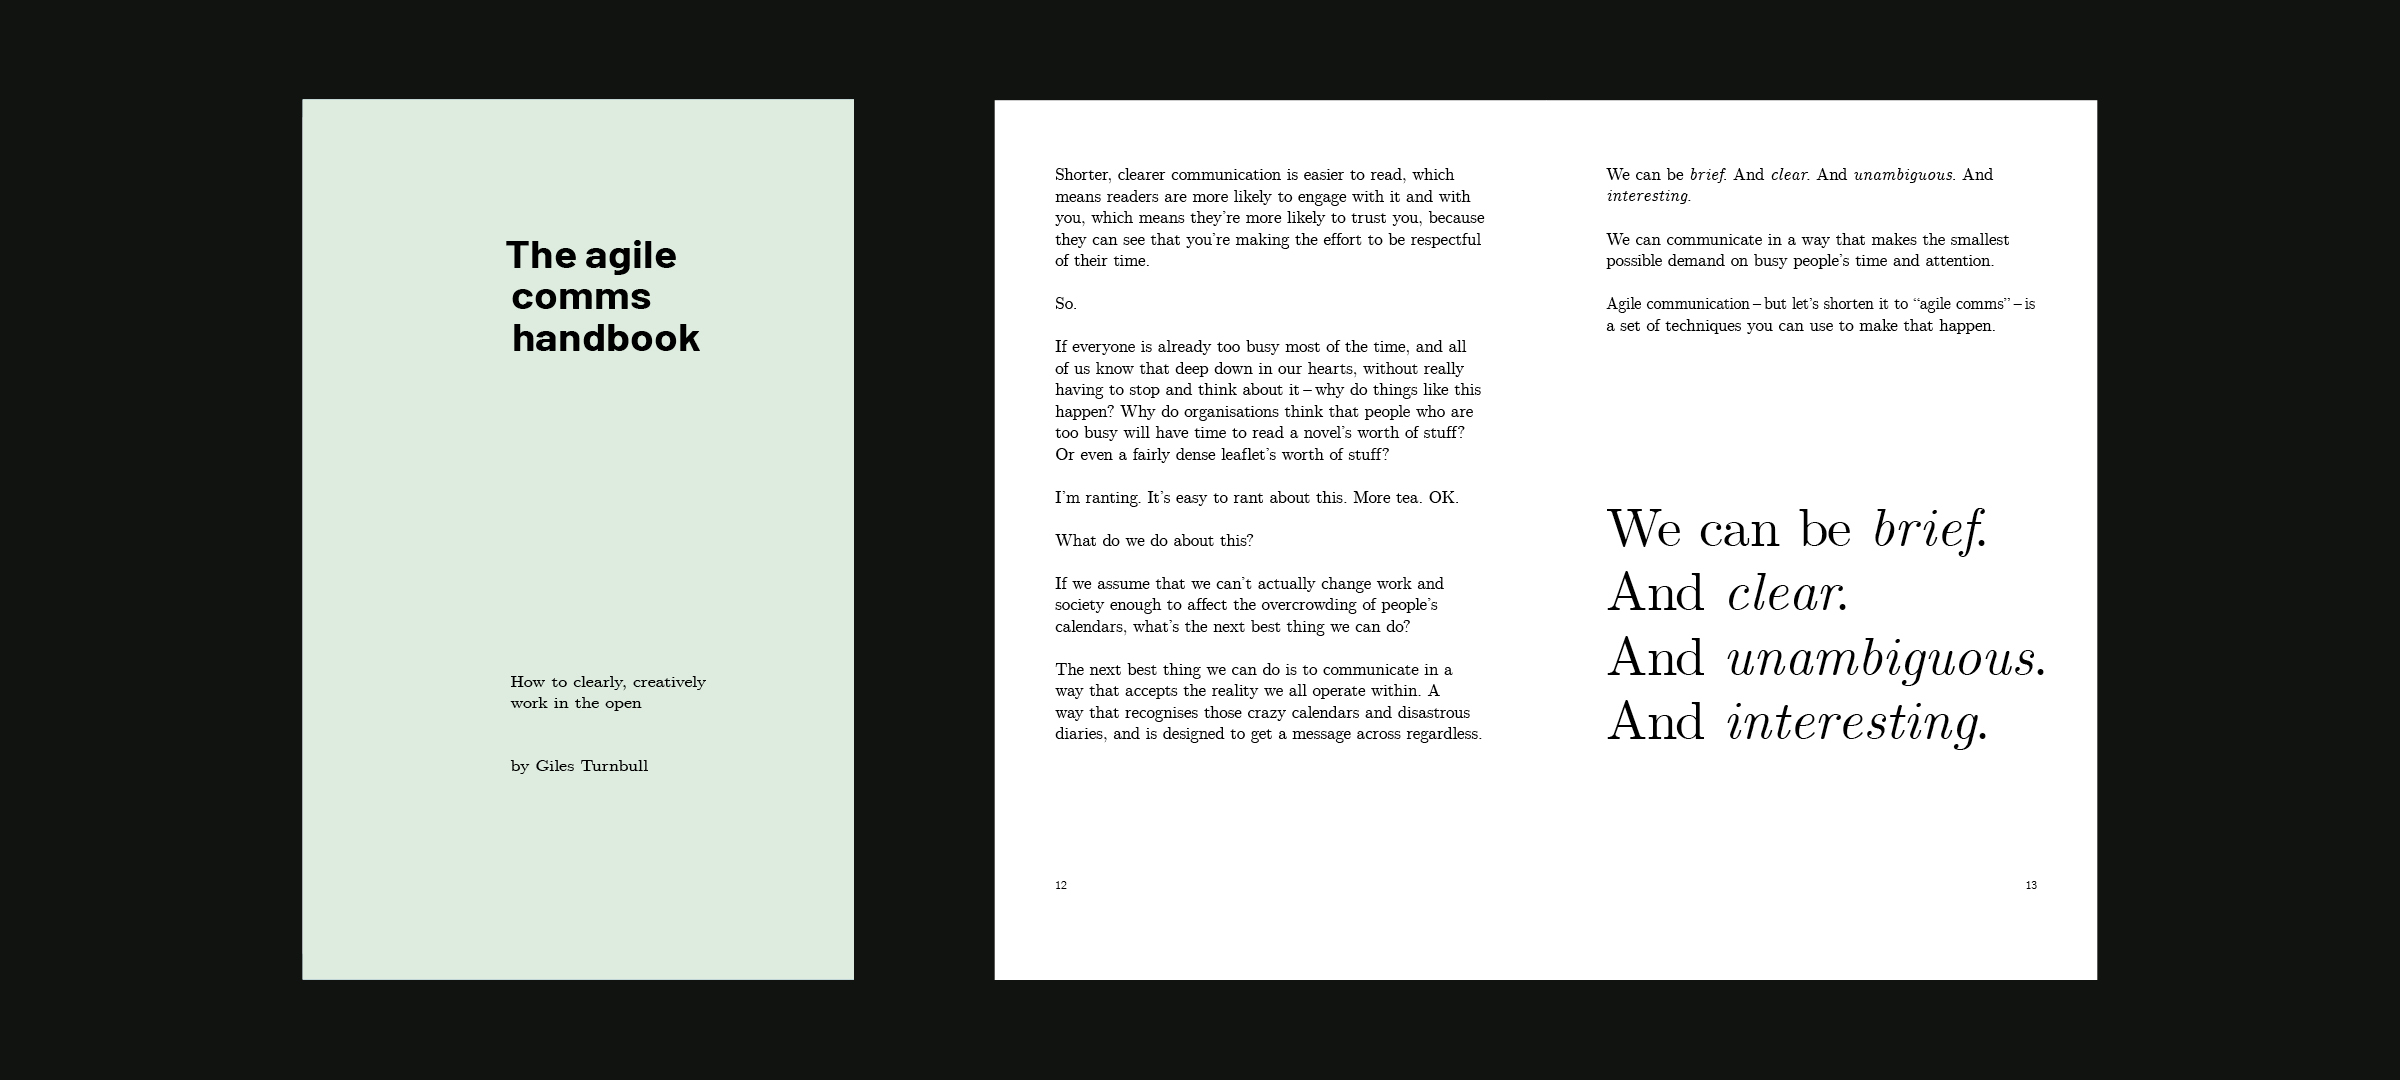 The agile
comms
handbook
How to clearly, creatively
work in the open
by Giles Turnbull
Shorter, clearer communication is easier to read, which
means readers are more likely to engage with it and with
you, which means they’re more likely to trust you, because
they can see that you’re making the effort to be respectful
of their time.
So.
If everyone is already too busy most of the time, and all
of us know that deep down in our hearts, without really
having to stop and think about it – why do things like this
happen? Why do organisations think that people who are
too busy will have time to read a novel’s worth of stuff?
Or even a fairly dense leaflet’s worth of stuff?
I’m ranting. It’s easy to rant about this. More tea. OK.
What do we do about this?
If we assume that we can’t actually change work and
society enough to affect the overcrowding of people’s
calendars, what’s the next best thing we can do?
The next best thing we can do is to communicate in a
way that accepts the reality we all operate within. A
way that recognises those crazy calendars and disastrous
diaries, and is designed to get a message across regardless.
12
We can be brief. And clear. And unambiguous. And
interesting.
We can communicate in a way that makes the smallest
possible demand on busy people’s time and attention.
Agile communication – but let’s shorten it to “agile comms” – is
a set of techniques you can use to make that happen.
We can be brief.
And clear.
And unambiguous.
And interesting.
13